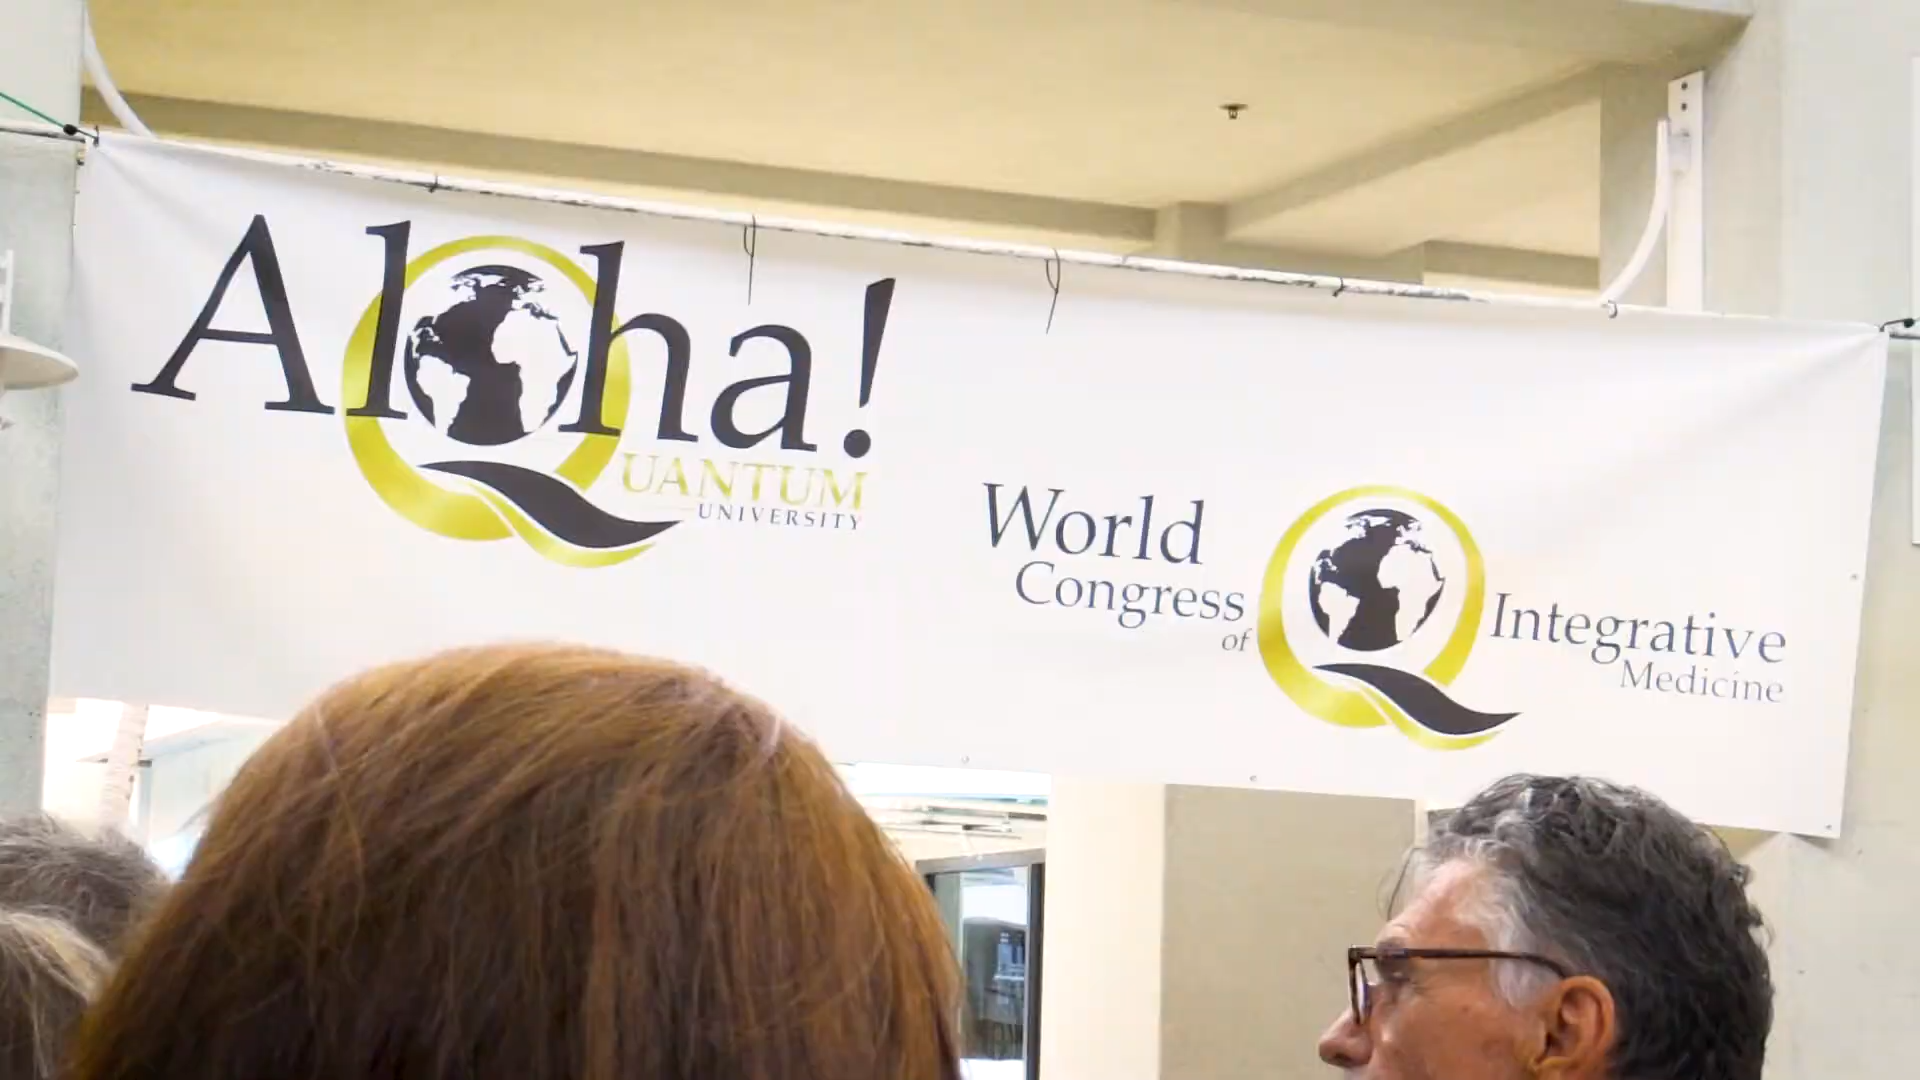 Aloha!
QUANTUM
UNIVERSITY
World
Congress
of
Integrative
Medicine